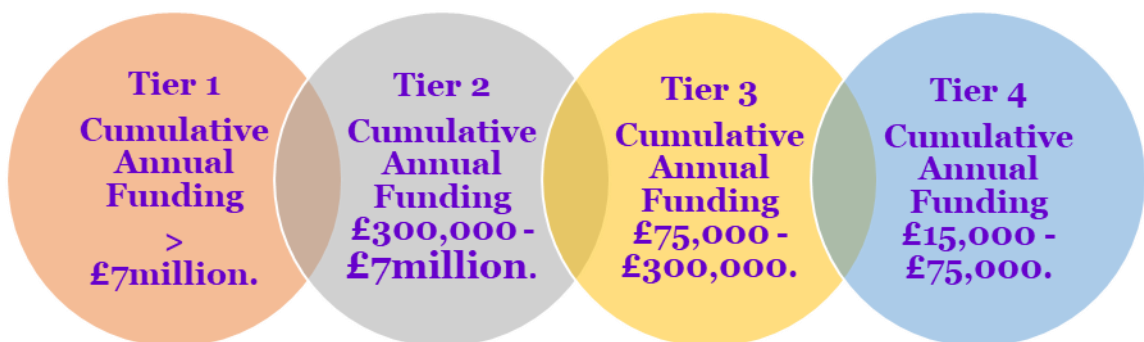 Tier 1
Cumulative
Annual
Funding
>
£7million.
Tier 2
Cumulative
Annual
Funding
£300,000 -
£7million.
Tier 3
Cumulative
Annual
Funding
£75,000 -
£300,000.
Tier 4
Cumulative
Annual
Funding
£15,000 -
£75,000.